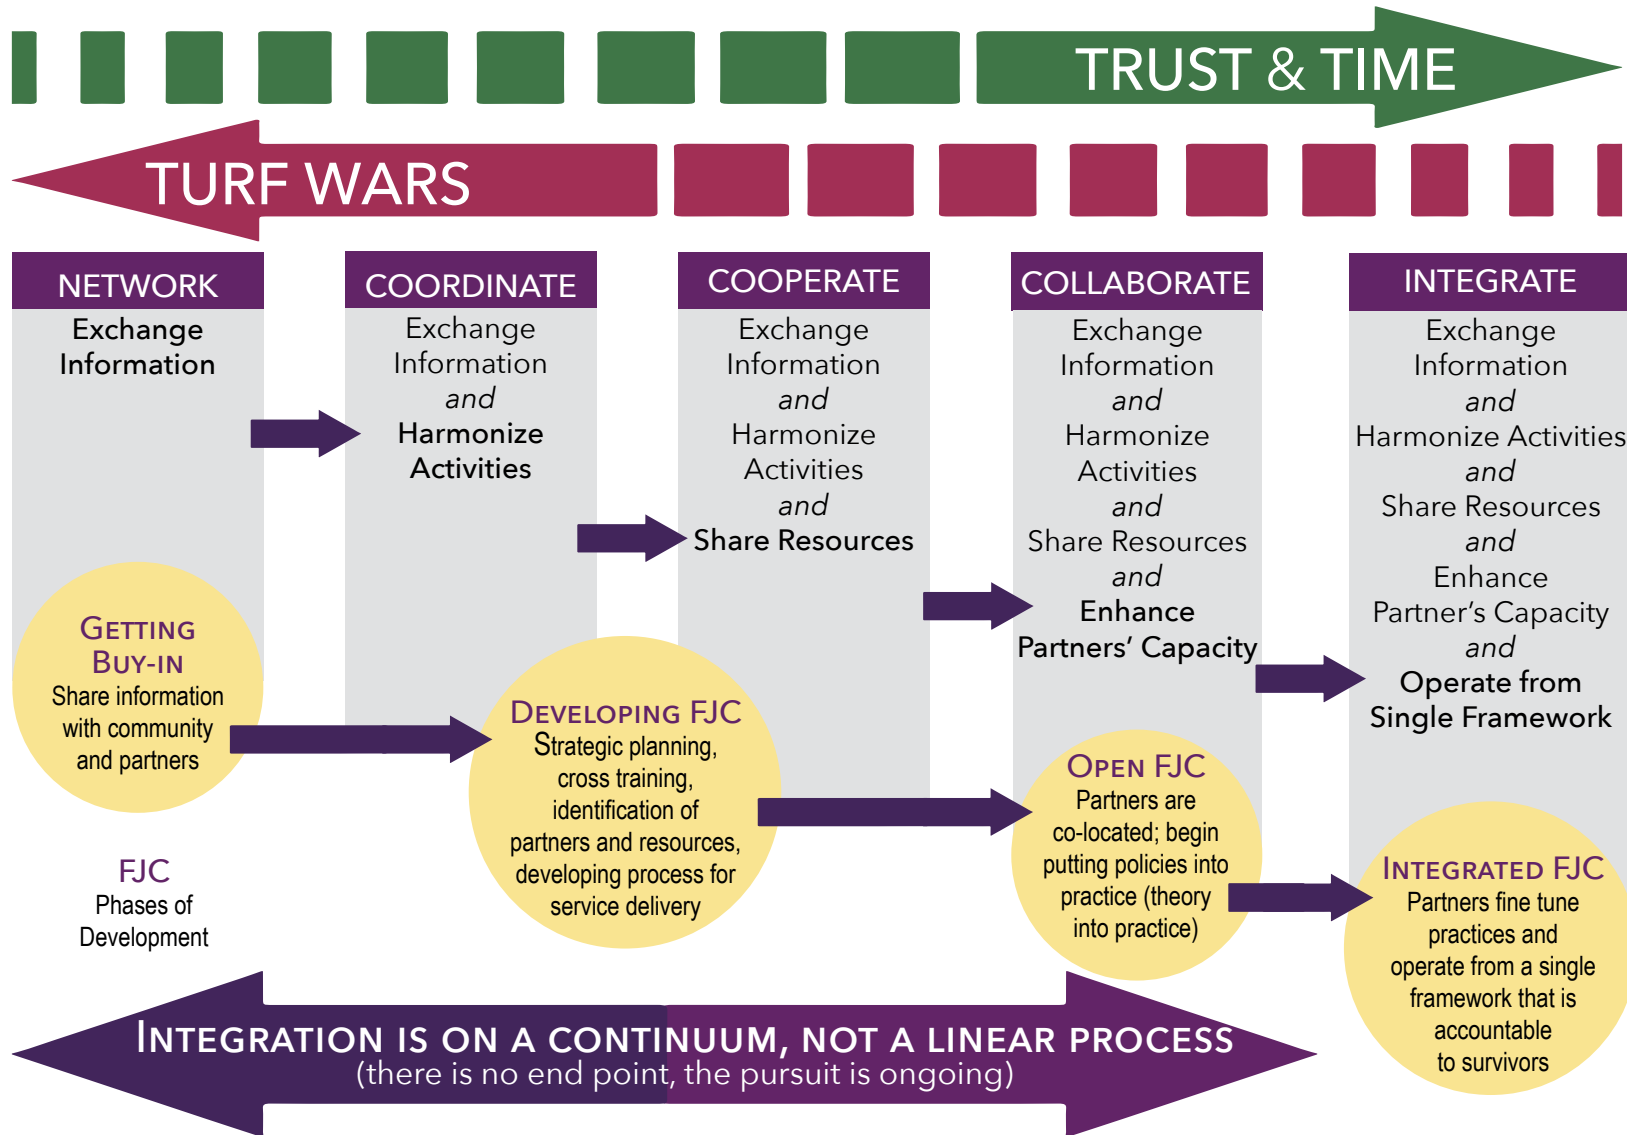 TRUST & TIME
TURF WARS
NETWORK
Exchange
Information
COORDINATE
Exchange
Information
and
Harmonize
Activities
COOPERATE
Exchange
Information
and
Harmonize
Activities
and
Share Resources
COLLABORATE
Exchange
Information
and
Harmonize
Activities
and
Share Resources
and
Enhance
Partners’ Capacity
INTEGRATE
Exchange
Information
and
Harmonize Activities
and
Share Resources
and
Enhance
Partner’s Capacity
and
Operate from
Single Framework
GETTING
BUY-IN
Share information
with community
and partners
DEVELOPING FJC
Strategic planning,
cross training,
identification of
partners and resources,
developing process for
service delivery
OPEN FJC
Partners are
co-located; begin
putting policies into
practice (theory
into practice)
INTEGRATED FJC
Partners fine tune
practices and
operate from a single
framework that is
accountable
to survivors
FJC
Phases of
Development
INTEGRATION IS ON A CONTINUUM, NOT A LINEAR PROCESS
(there is no end point, the pursuit is ongoing)